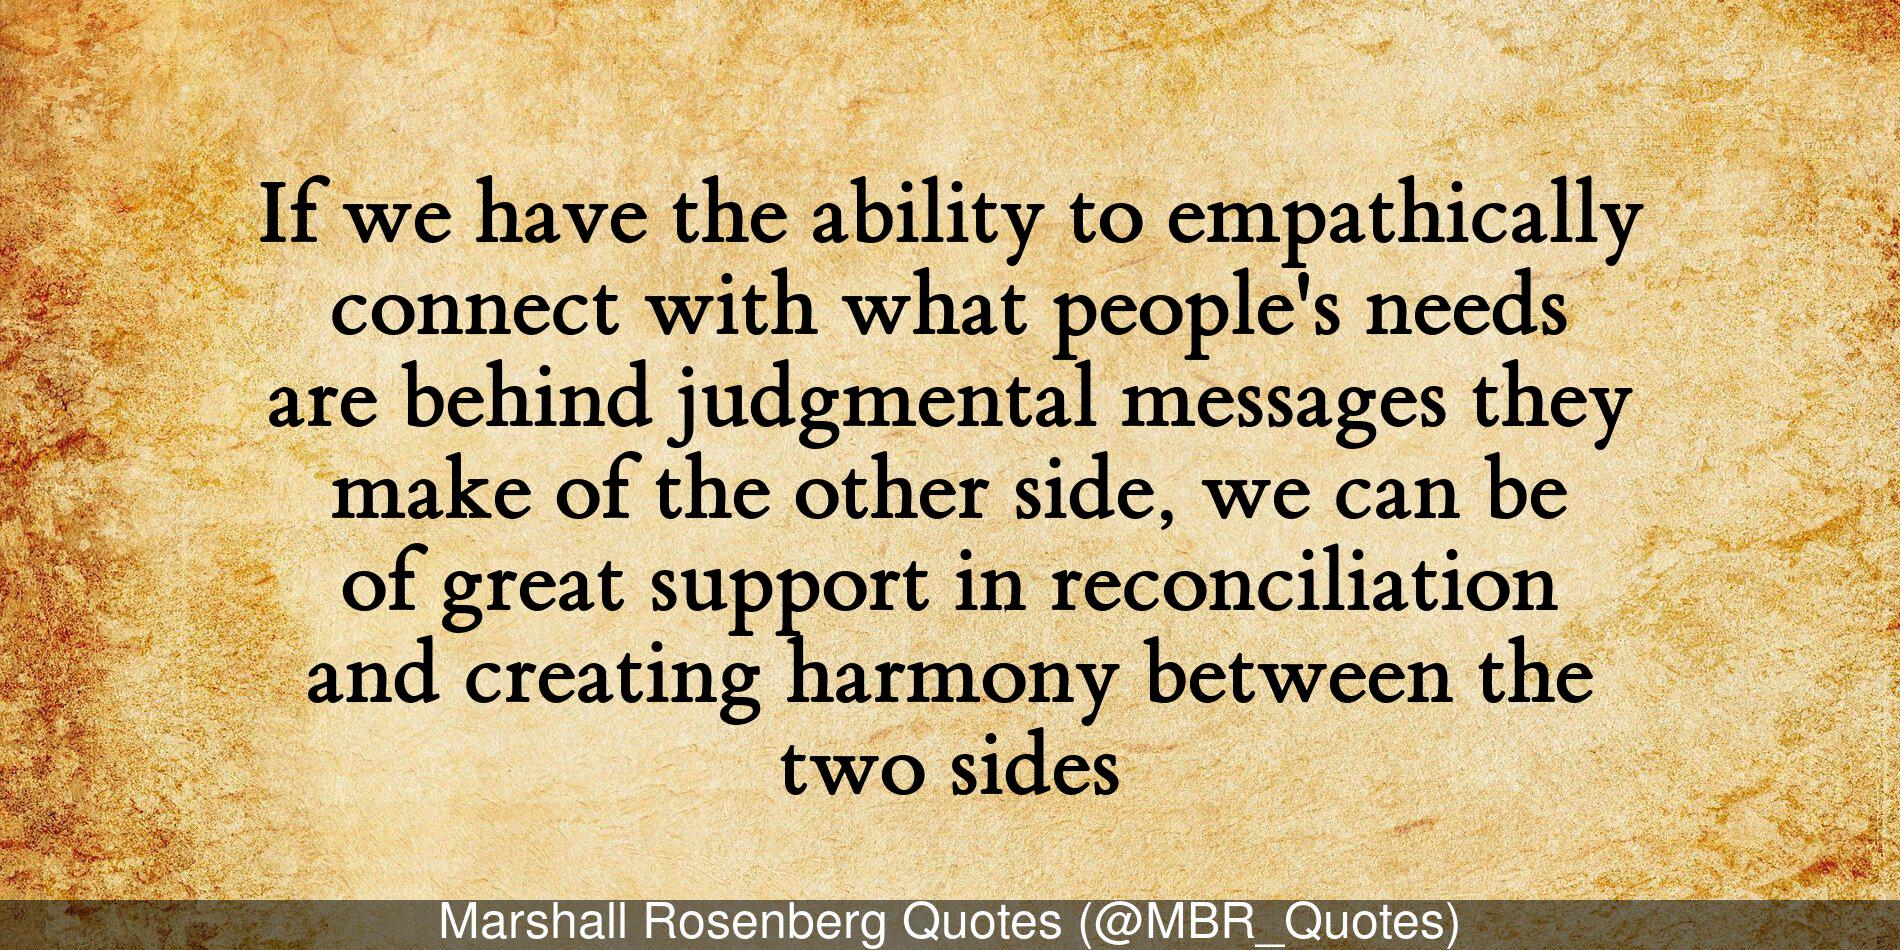 If we have the ability to empathically
connect with what people's needs
are behind judgmental messages they
make of the other side, we can be
of great support in reconciliation
and creating harmony between the
two sides
Marshall Rosenberg Quotes (@MBR_Quotes)